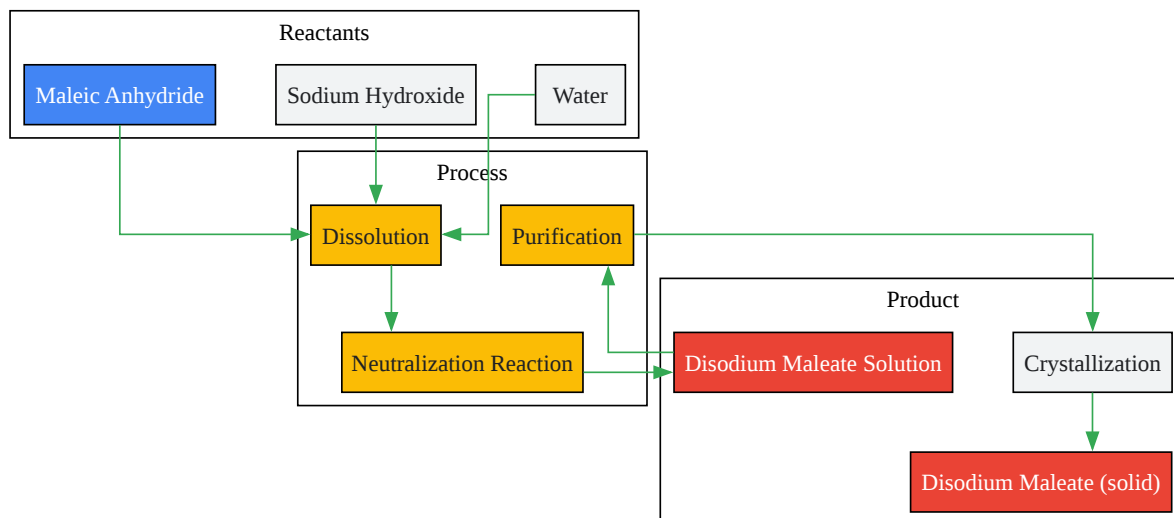 Reactants
Maleic Anhydride
Sodium Hydroxide
Water
Process
Dissolution
Purification
Neutralization Reaction
Product
Disodium Maleate Solution
Crystallization
Disodium Maleate (solid)